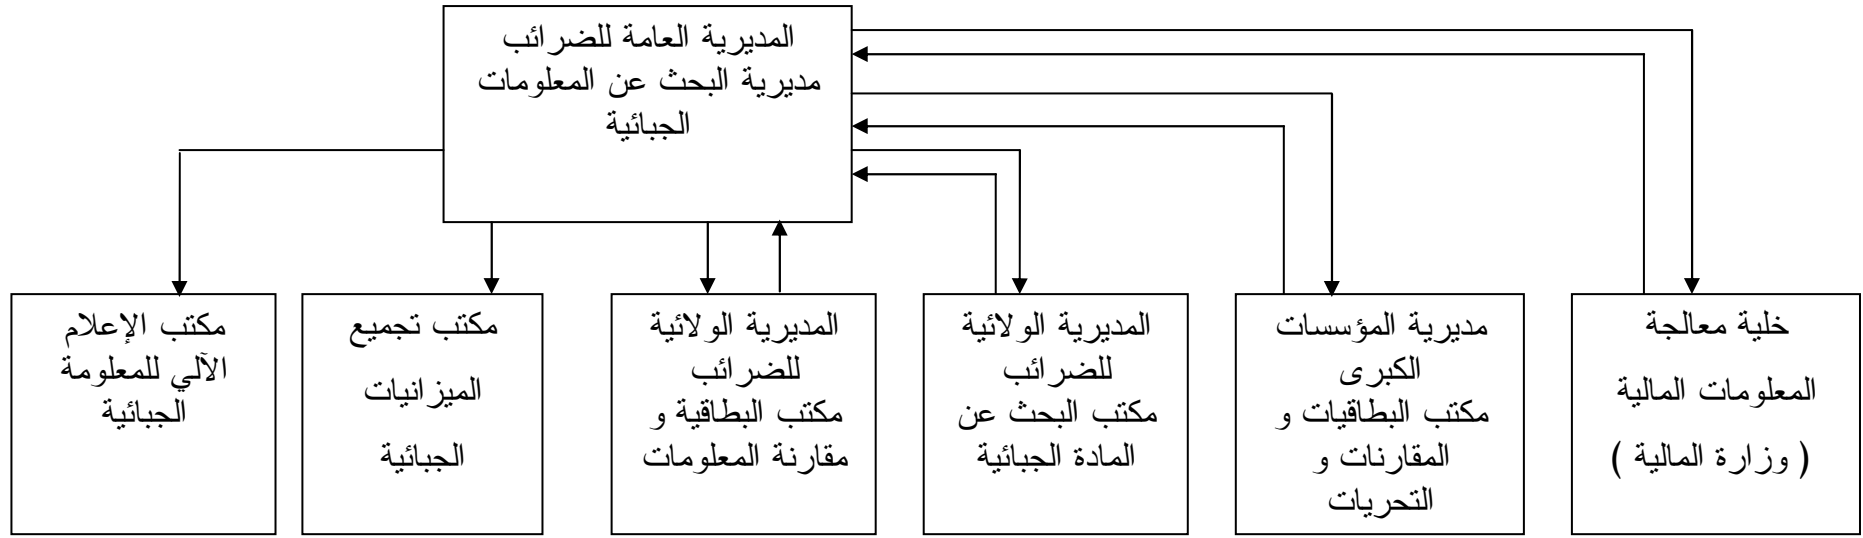 المديرية العامة للضرائب
مديرية البحث عن المعلومات
الجبائية
خلية معالجة
المعلومات المالية
( وزارة المالية )
مديرية المؤسسات
الكبرى
مكتب البطاقيات و
المقارنات و
التحريات
المديرية الولائية
للضرائب
مكتب البحث عن
المادة الجبائية
المديرية الولائية
للضرائب
مكتب البطاقية و
مقارنة المعلومات
مكتب تجميع
الميزانيات
الجبائية
مكتب الإعلام
الآلي للمعلومة
الجبائية